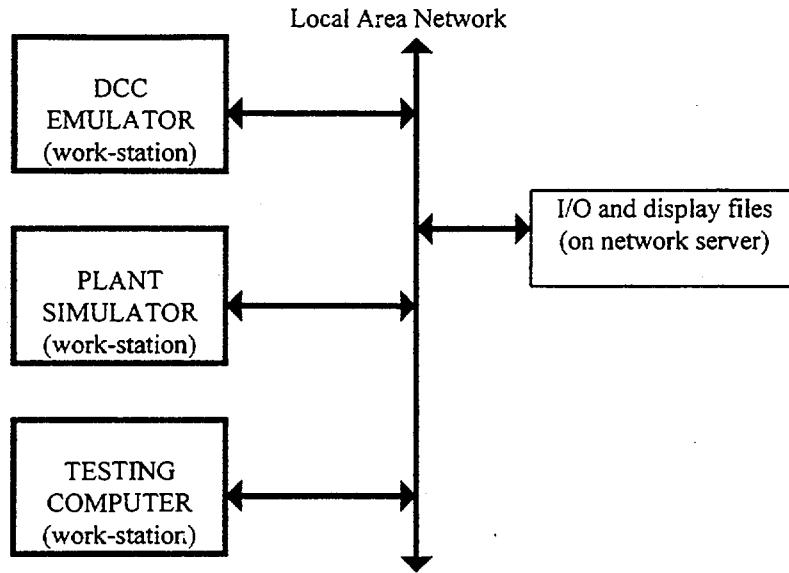 Local Area Network
DCC
EMULATOR
(work-station)
I/O and display files
(on network server)
PLANT
SIMULATOR
(work-station)
TESTING
COMPUTER
(work-station)